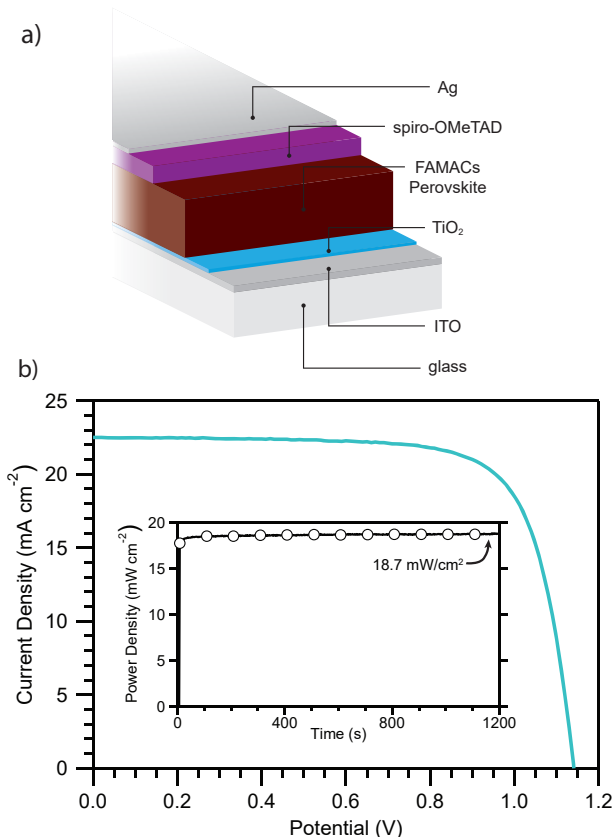 a)
Ag
spiro-OMeTAD
FAMACs
Perovskite
TiO₂
ITO
glass
b)
Current Density (mA cm⁻²)
25
20
15
10
5
0
0.0 0.2 0.4 0.6 0.8 1.0 1.2
Potential (V)
Power Density (mW cm⁻²)
20
15
10
5
0
0 400 800 1200
Time (s)
18.7 mW/cm²